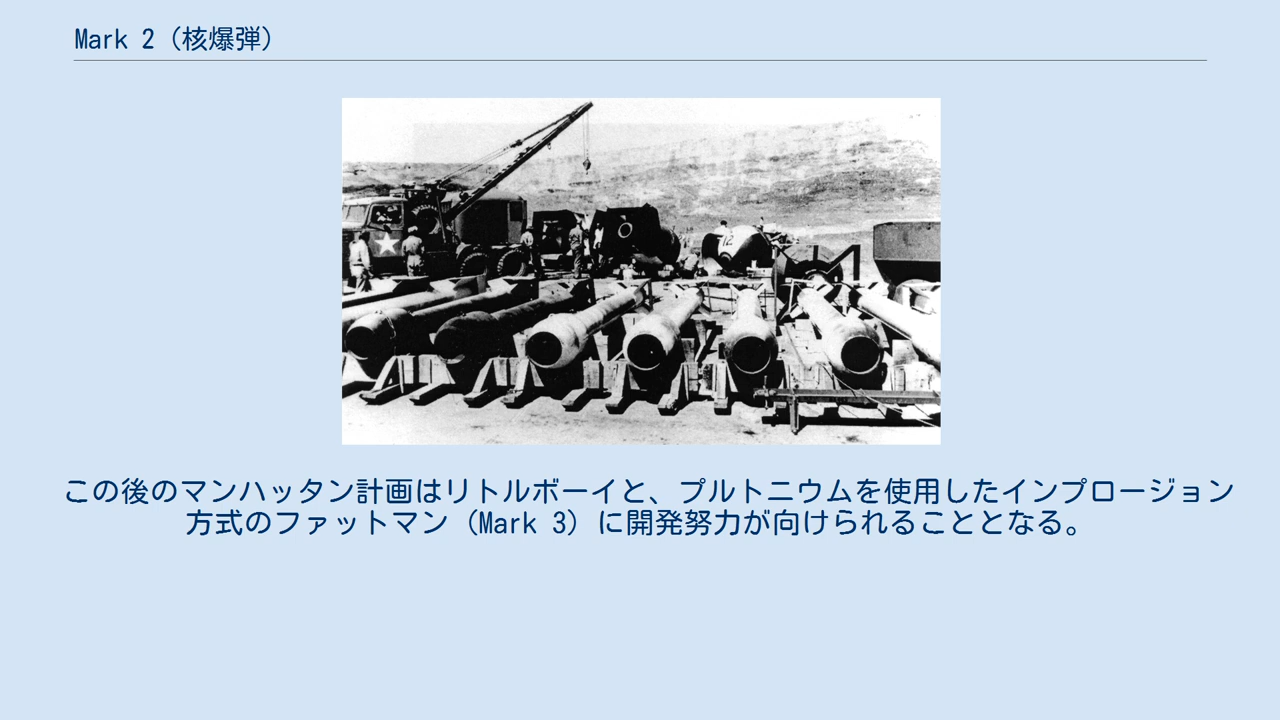 Mark 2（核爆弾）
12
この後のマンハッタン計画はリトルボーイと、プルトニウムを使用したインプロージョン
方式のファットマン（Mark 3）に開発努力が向けられることとなる。